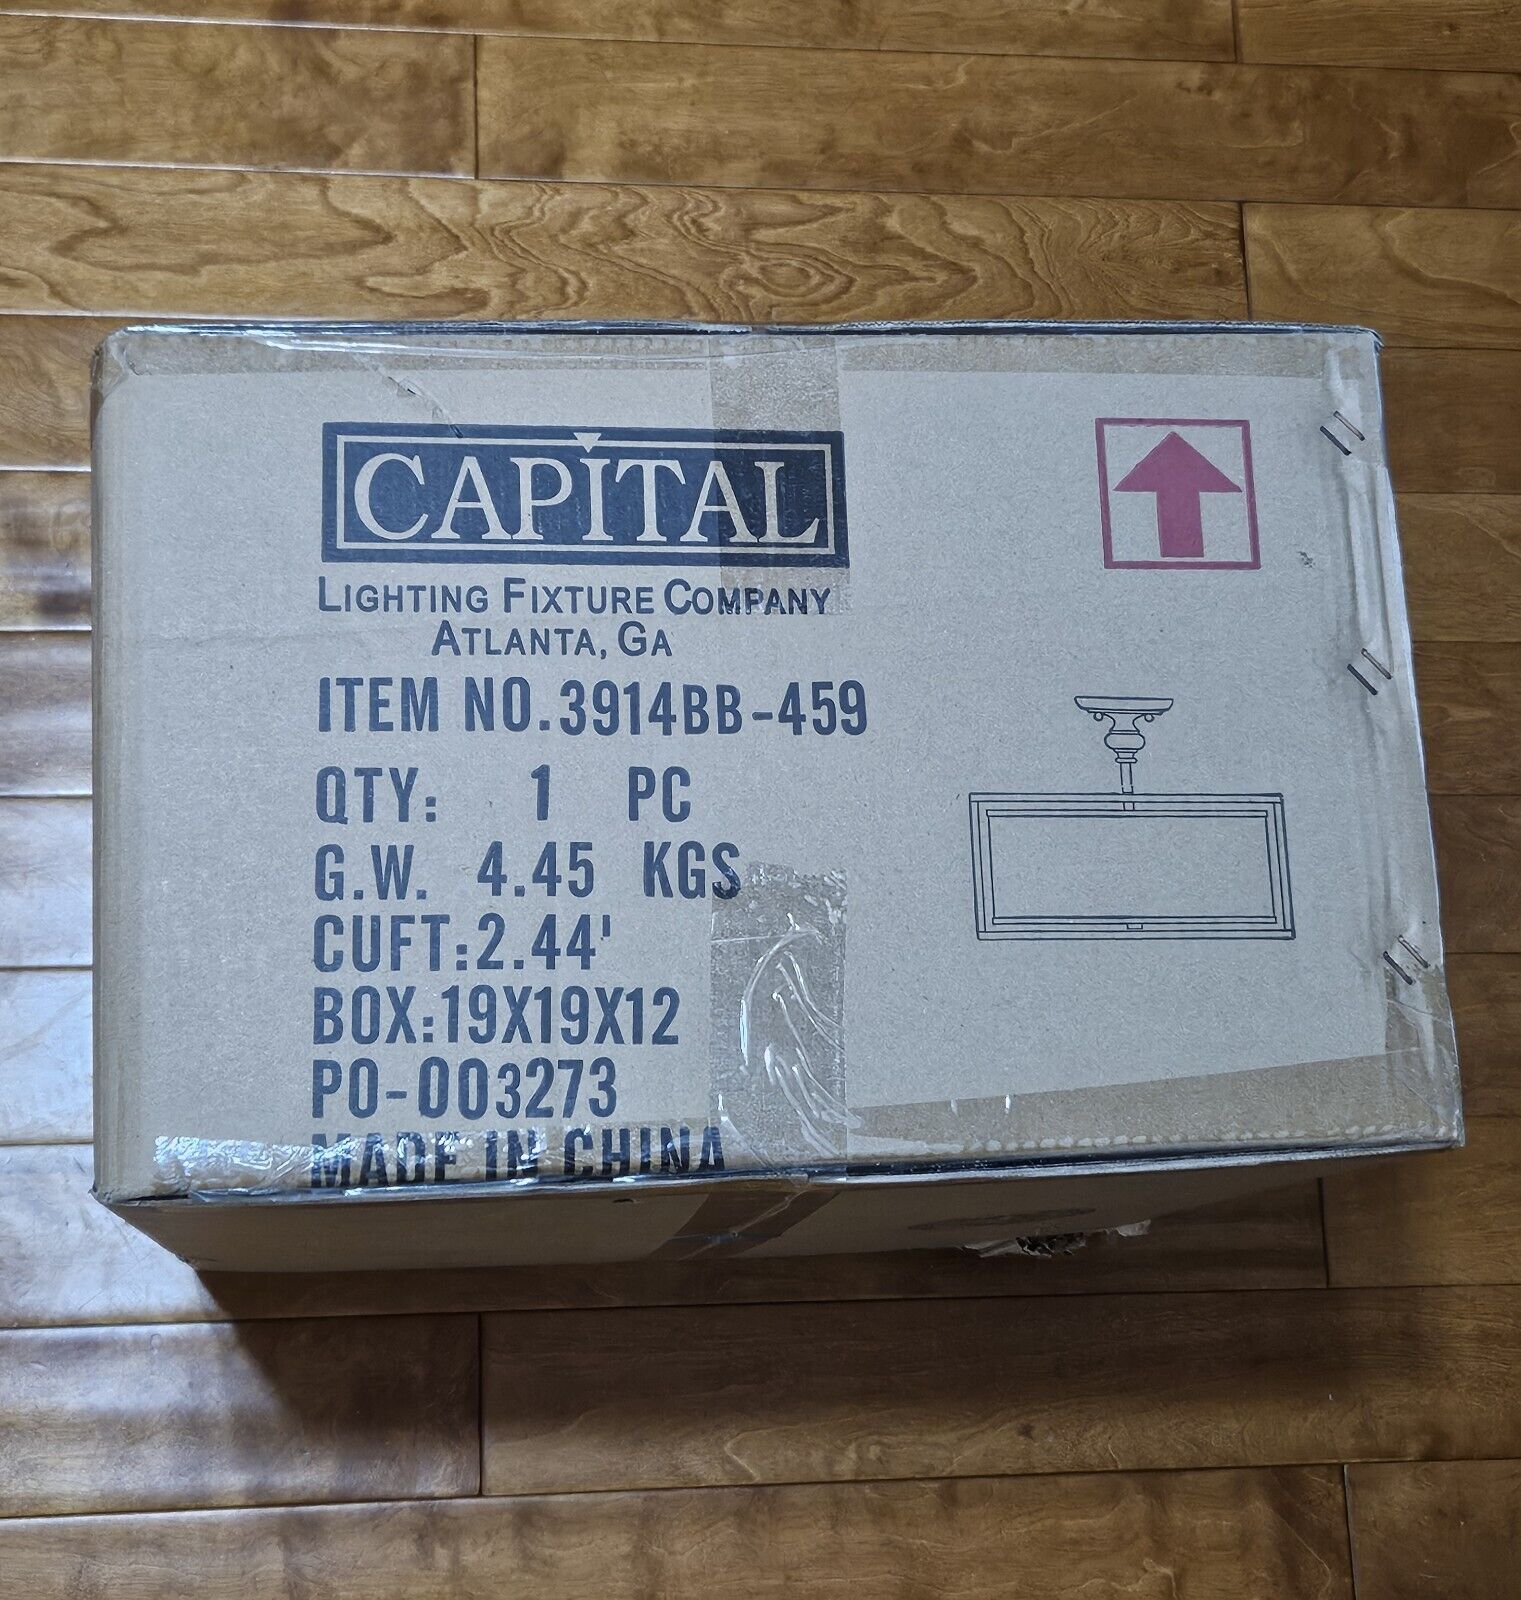 CAPITAL
LIGHTING FIXTURE COMPANY
ATLANTA, GA
ITEM NO. 3914BB-459
QTY: 1 PC
G.W. 4.45 KGS
CUFT:2.44'
BOX:19X19X12
PO-003273
MADE IN CHINA